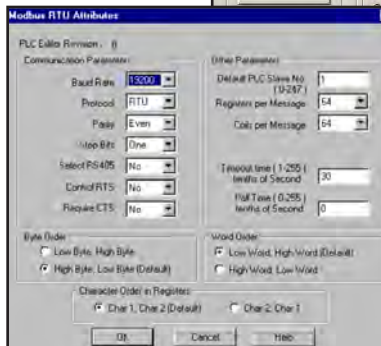 Modbus RTU Attributes
PLC Editor Revision :
Communication Parameters
Baud Rate 19200
Protocol RTU
Parity Even
Stop Bits One
Select RS485 No
Control RTS No
Require CTS No
Other Parameters
Default PLC Slave No. 1
( 0-247 )
Registers per Message 64
Coils per Message 64
Timeout time ( 1-255 ) 30
tenths of Second
Poll Time ( 0-255 ) 0
tenths of Second
Byte Order
Low Byte, High Byte
High Byte, Low Byte (Default)
Word Order
Low Word, High Word (Default)
High Word, Low Word
Character Order in Registers
Char 1, Char 2 (Default) Char 2, Char 1
OK Cancel Help